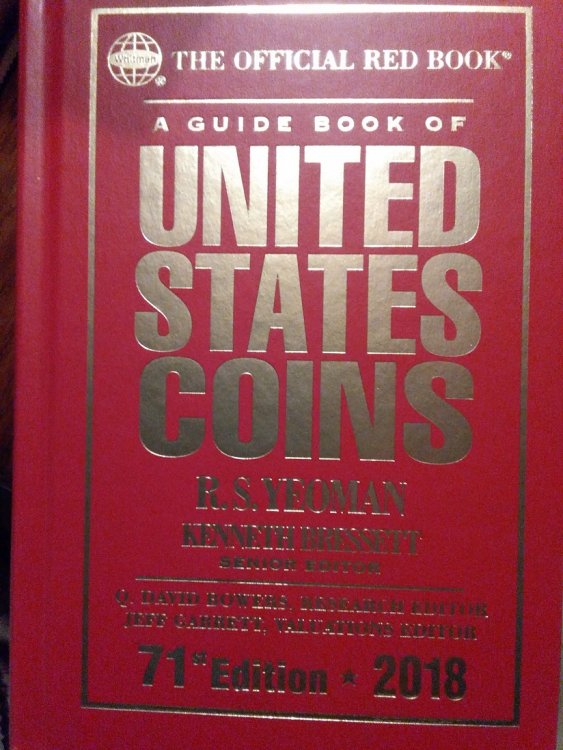 Whitman®
THE OFFICIAL RED BOOK®
A GUIDE BOOK OF
UNITED
STATES
COINS
R.S. YEOMAN
KENNETH BRESSETT
SENIOR EDITOR
Q. DAVID BOWERS, RESEARCH EDITOR
JEFF GARRETT, VALUATIONS EDITOR
71st Edition ★ 2018